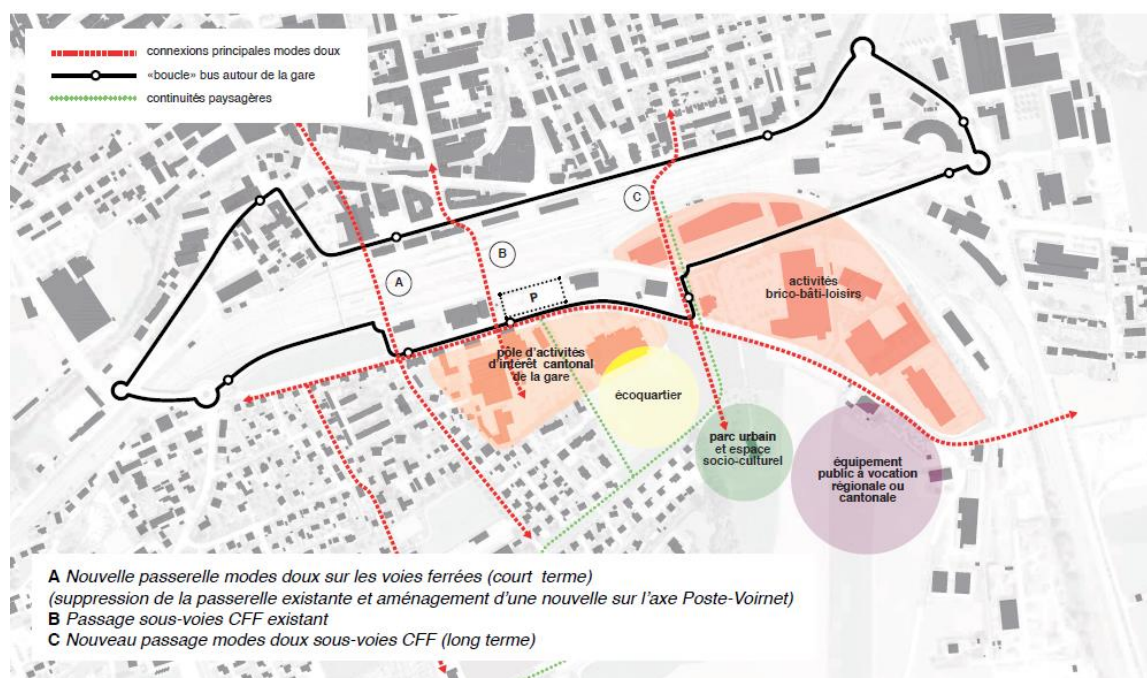 connexions principales modes doux
«boucle» bus autour de la gare
continuités paysagères
C
B
A
P
activités
brico-bâti-loisirs
pôle d'activités
d'intérêt cantonal
de la gare
écoquartier
parc urbain
et espace
socio-culturel
équipement
public à vocation
régionale ou
cantonale
A Nouvelle passerelle modes doux sur les voies ferrées (court terme)
(suppression de la passerelle existante et aménagement d'une nouvelle sur l'axe Poste-Voirnet)
B Passage sous-voies CFF existant
C Nouveau passage modes doux sous-voies CFF (long terme)